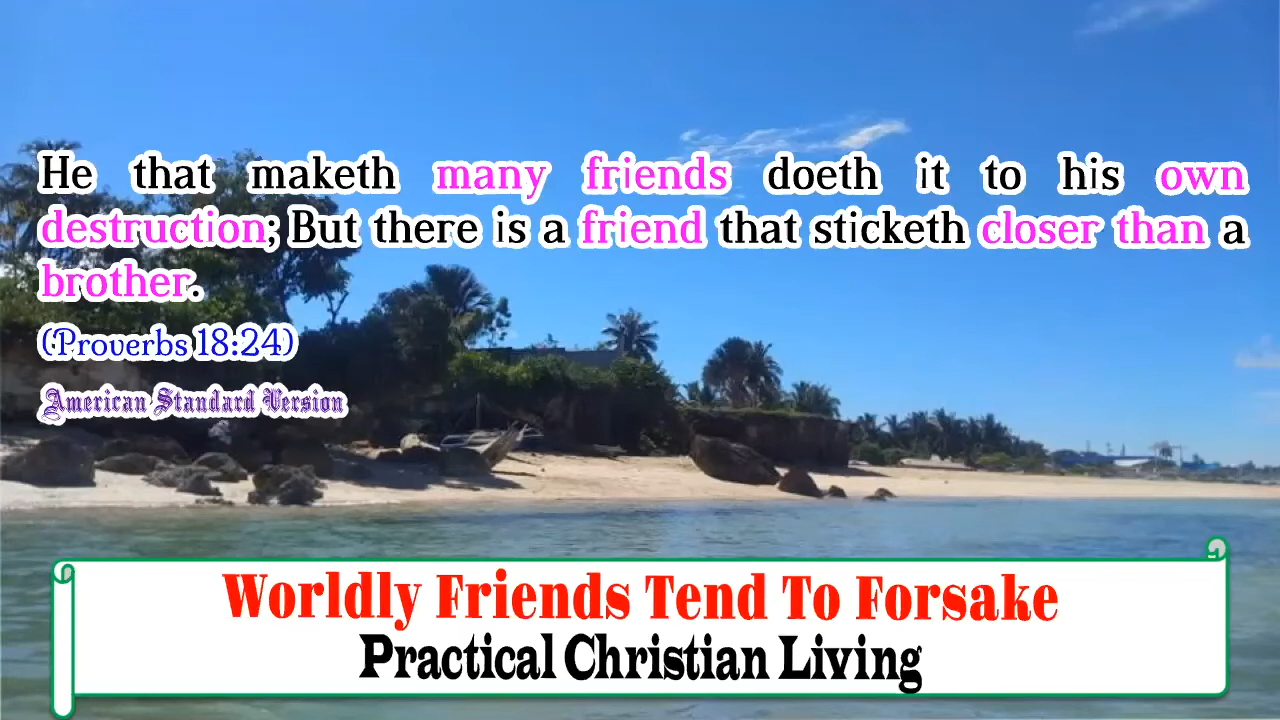 He that maketh many friends doeth it to his own
destruction; But there is a friend that sticketh closer than a
brother.
(Proverbs 18:24)
American Standard Version
Worldly Friends Tend To Forsake
Practical Christian Living